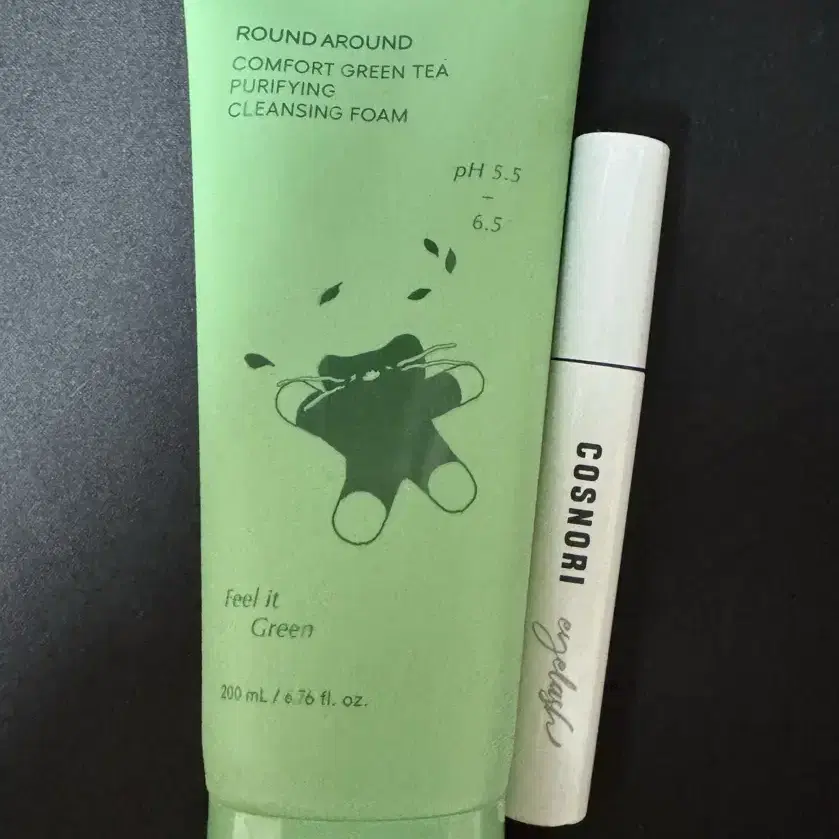 ROUND AROUND
COMFORT GREEN TEA
PURIFYING
CLEANSING FOAM
pH 5.5
–
6.5
Feel it
Green
200 mL / 6.76 fl. oz.
COSNORI
eyelash